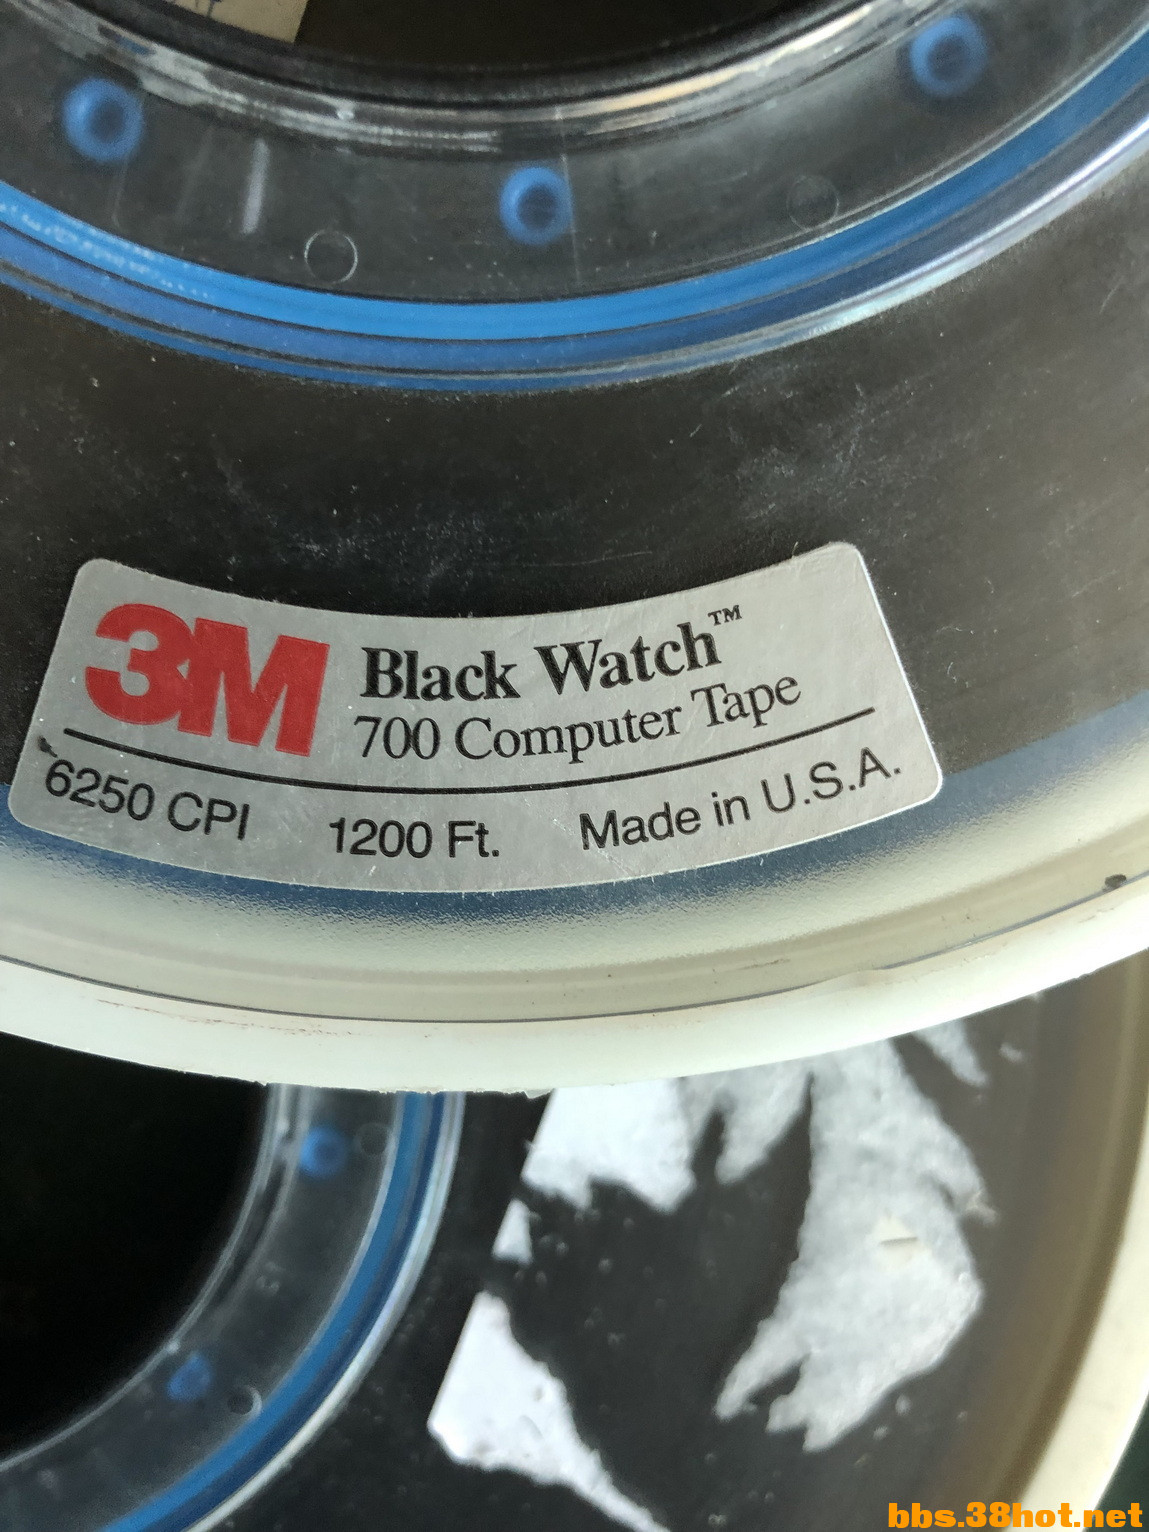 3M
Black Watch™
700 Computer Tape
6250 CPI 1200 Ft. Made in U.S.A.
bbs.38hot.net